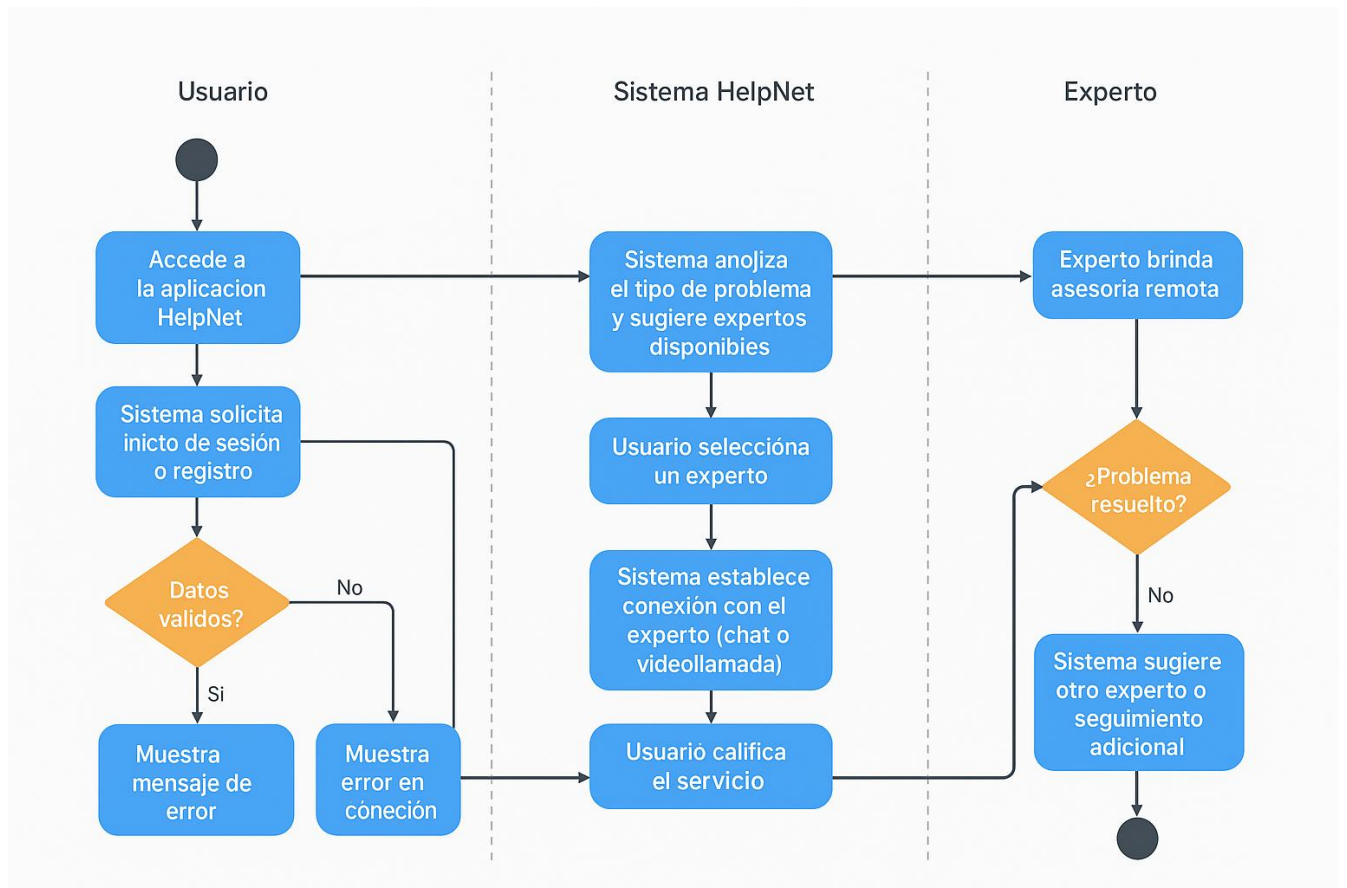 Usuario
Sistema HelpNet
Experto
Accede a
la aplicacion
HelpNet
Sistema anoɭiza
el tipo de problema
y sugiere expertos
disponibies
Experto brinda
asesoria remota
Sistema solicita
inicto de sesión
o registro
Usuario seleccióna
un experto
¿Problema
resuelto?
Datos
validos?
No
Sistema establece
conexión con el
experto (chat o
videollamada)
No
Si
Sistema sugiere
otro experto o
seguimiento
adicional
Muestra
mensaje de
error
Muestra
error en
cóneción
Usuarió califica
el servicio